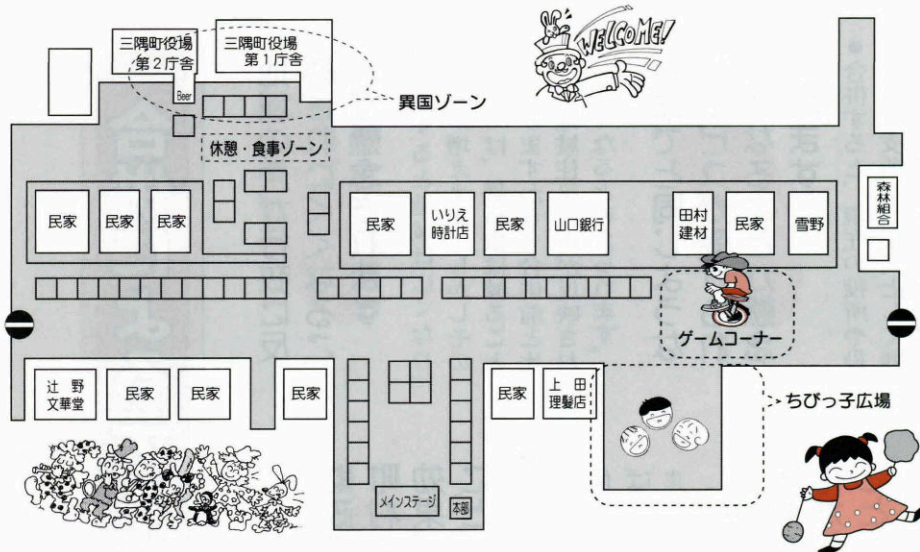 三隅町役場
第2庁舎
三隅町役場
第1庁舎
WELCOME!
Beer
異国ゾーン
休憩・食事ゾーン
民家
民家
民家
民家
いりえ
時計店
民家
山口銀行
田村
建材
民家
雪野
森林組合
ゲームコーナー
辻野
文華堂
民家
民家
民家
民家
上田
理髪店
ちびっ子広場
メインステージ
本部